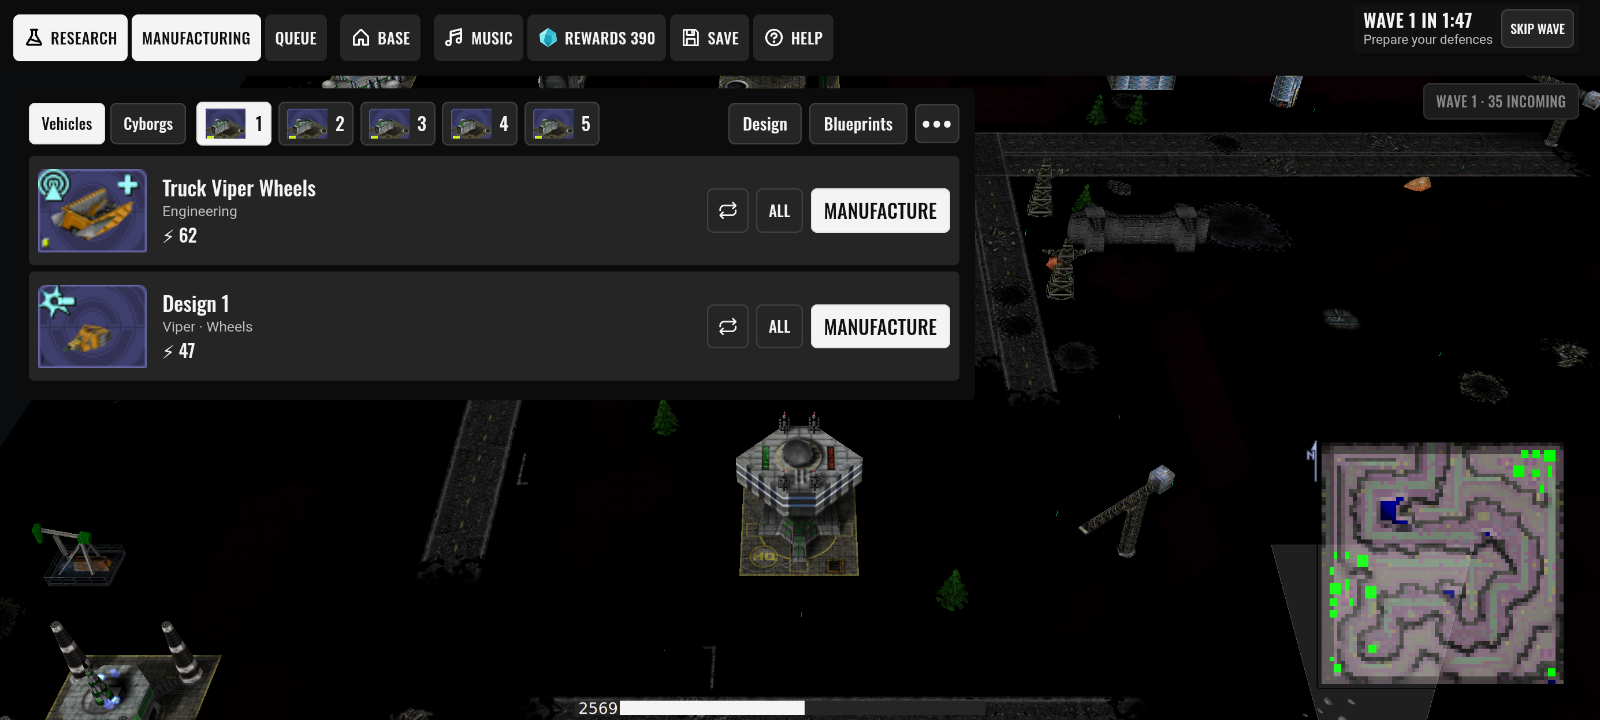 RESEARCH
MANUFACTURING
QUEUE
BASE
MUSIC
REWARDS 390
SAVE
HELP
WAVE 1 IN 1:47
Prepare your defences
SKIP WAVE
WAVE 1 · 35 INCOMING
Vehicles
Cyborgs
1
2
3
4
5
Design
Blueprints
Truck Viper Wheels
Engineering
62
ALL
MANUFACTURE
Design 1
Viper · Wheels
47
ALL
MANUFACTURE
HQ
N
2569